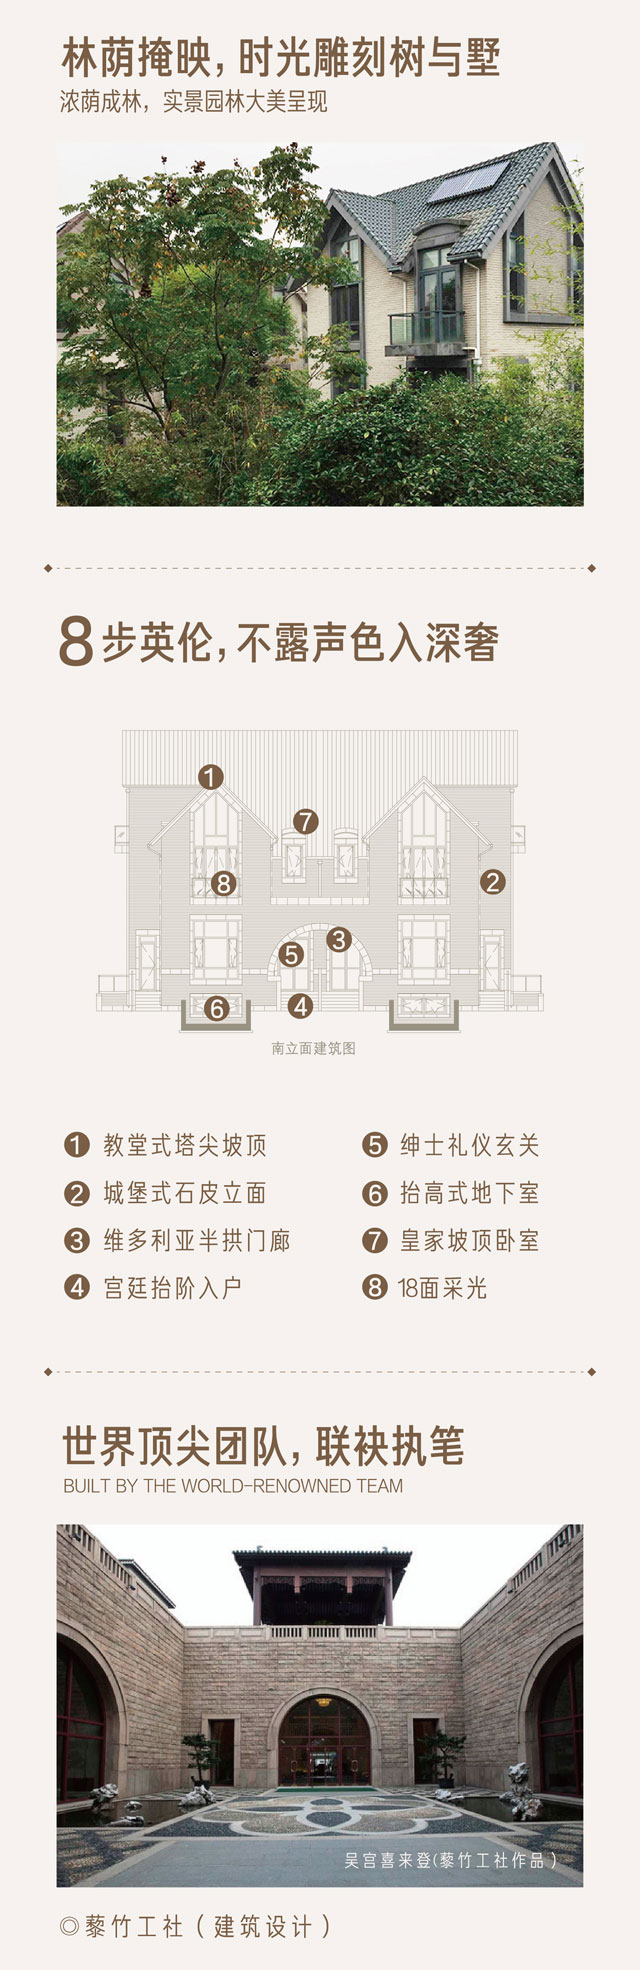 林荫掩映，时光雕刻树与墅
浓荫成林，实景园林大美呈现
8步英伦，不露声色入深奢
1
7
8
2
3
5
6
4
南立面建筑图
1 教堂式塔尖坡顶
5 绅士礼仪玄关
2 城堡式石皮立面
6 抬高式地下室
3 维多利亚半拱门廊
7 皇家坡顶卧室
4 宫廷抬阶入户
8 18面采光
世界顶尖团队，联袂执笔
BUILT BY THE WORLD-RENOWNED TEAM
吴宫喜来登(藜竹工社作品）
◎藜竹工社（建筑设计）